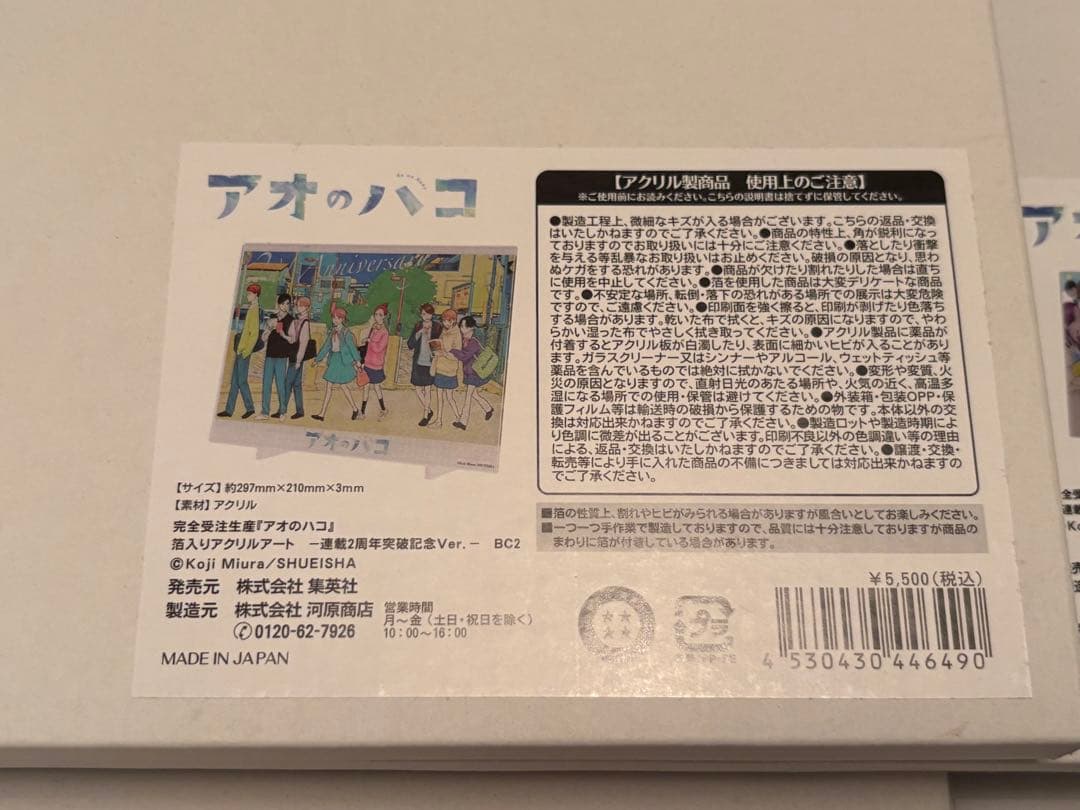 アオのハコ
Ao no Hako
2nd Anniversary
アオのハコ
【サイズ】約297mm×210mm×3mm
【素材】アクリル
完全受注生産『アオのハコ』
箔入りアクリルアート －連載2周年突破記念Ver.－ BC2
©Koji Miura/SHUEISHA
発売元 株式会社 集英社
製造元 株式会社 河原商店
✆0120-62-7926
営業時間
月～金（土日・祝日を除く）
10：00～16：00
MADE IN JAPAN
【アクリル製商品 使用上のご注意】
※ご使用前にお読みください。こちらの説明書は捨てずに保管してください。
●製造工程上、微細なキズが入る場合がございます。こちらの返品・交換
はいたしかねますのでご了承ください。●商品の特性上、角が鋭利になっ
ておりますのでお取り扱いには十分にご注意ください。●落としたり衝撃
を与える等乱暴なお取り扱いはお止めください。破損の原因となり、思わ
ぬケガをする恐れがあります。●商品が欠けたり割れたりした場合は直ち
に使用を中止してください。●箔を使用した商品は大変デリケートな商品
です。●不安定な場所、転倒・落下の恐れがある場所での展示は大変危険
ですので、ご遠慮ください。●印刷面を強く擦ると、印刷が剥げたり色落ち
する場合があります。乾いた布で拭くと、キズの原因になりますので、やわ
らかい湿った布でやさしく拭き取ってください。●アクリル製品に薬品が
付着するとアクリル板が白濁したり、表面に細かいヒビが入ることがあり
ます。ガラスクリーナー又はシンナーやアルコール、ウェットティッシュ等
薬品を含んでいるものでは絶対に拭かないでください。●変形や変質、火
災の原因となりますので、直射日光のあたる場所や、火気の近く、高温多
湿になる場所での使用・保管は避けてください。●外装箱・包装OPP・保
護フィルム等は輸送時の破損から保護するための物です。本体以外の交
換は対応出来かねますのでご了承ください。●製造ロットや製造時期によ
り色調に微差が出ることがございます。印刷不良以外の色調違い等の理由
による、返品・交換はいたしかねますのでご了承ください。●譲渡・交換・
転売等により手に入れた商品の不備につきましては対応出来かねますの
でご了承ください。
■箔の性質上、割れやヒビがみられる場合がありますが風合いとしてお楽しみください。
■一つ一つ手作業で製造しておりますので、品質には十分注意しておりますが商品の
まわりに箔が付着している場合があります。
￥5,500（税込）
4 530430 446490